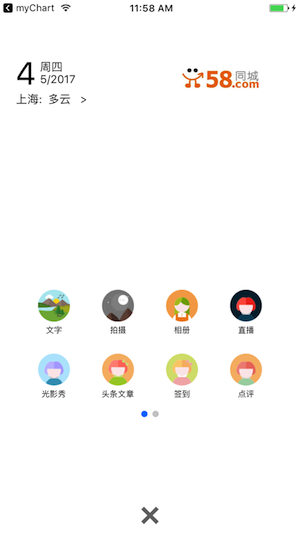 myChart
11:58 AM
4
周四
5/2017
上海: 多云 >
58同城
.com
文字
拍摄
相册
直播
光影秀
头条文章
签到
点评